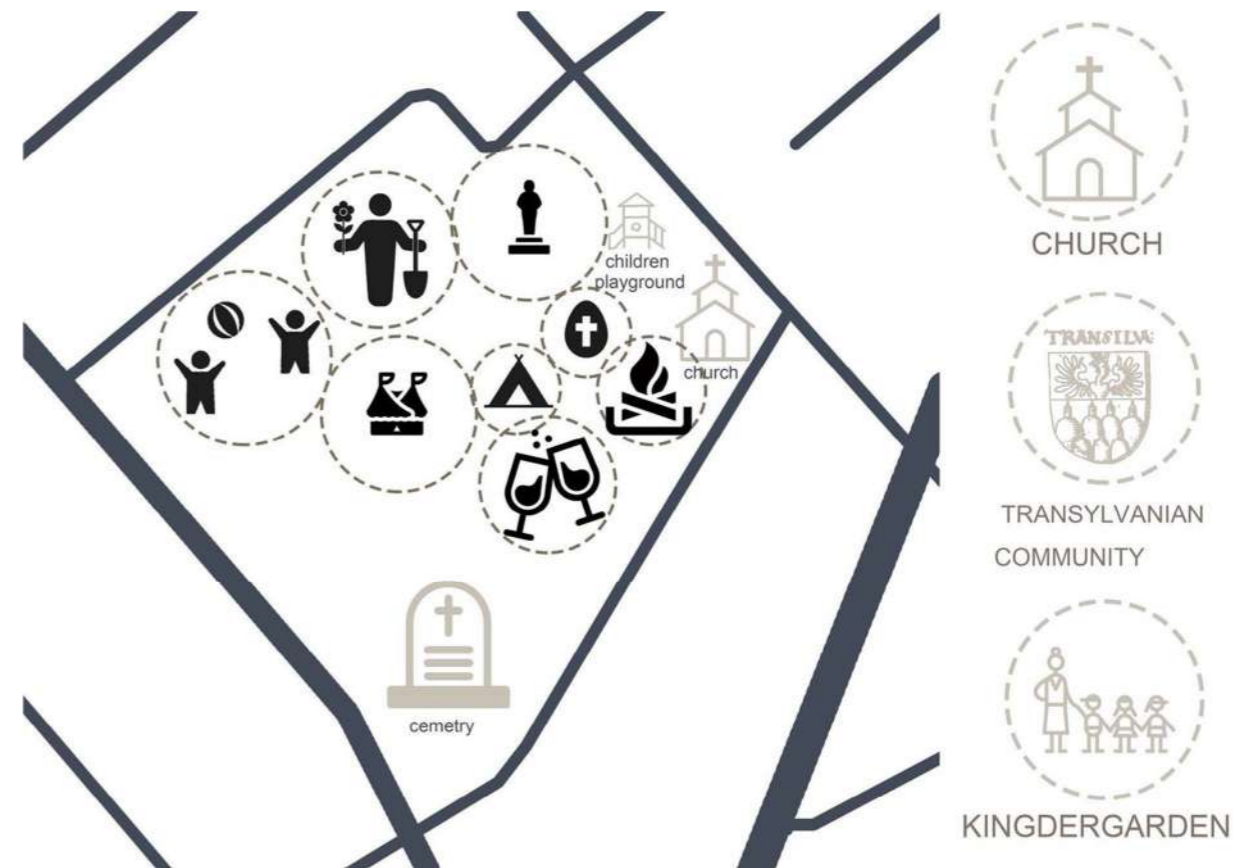 children
playground
church
cemetry
CHURCH
TRANSILVA:
TRANSYLVANIAN
COMMUNITY
KINGDERGARDEN